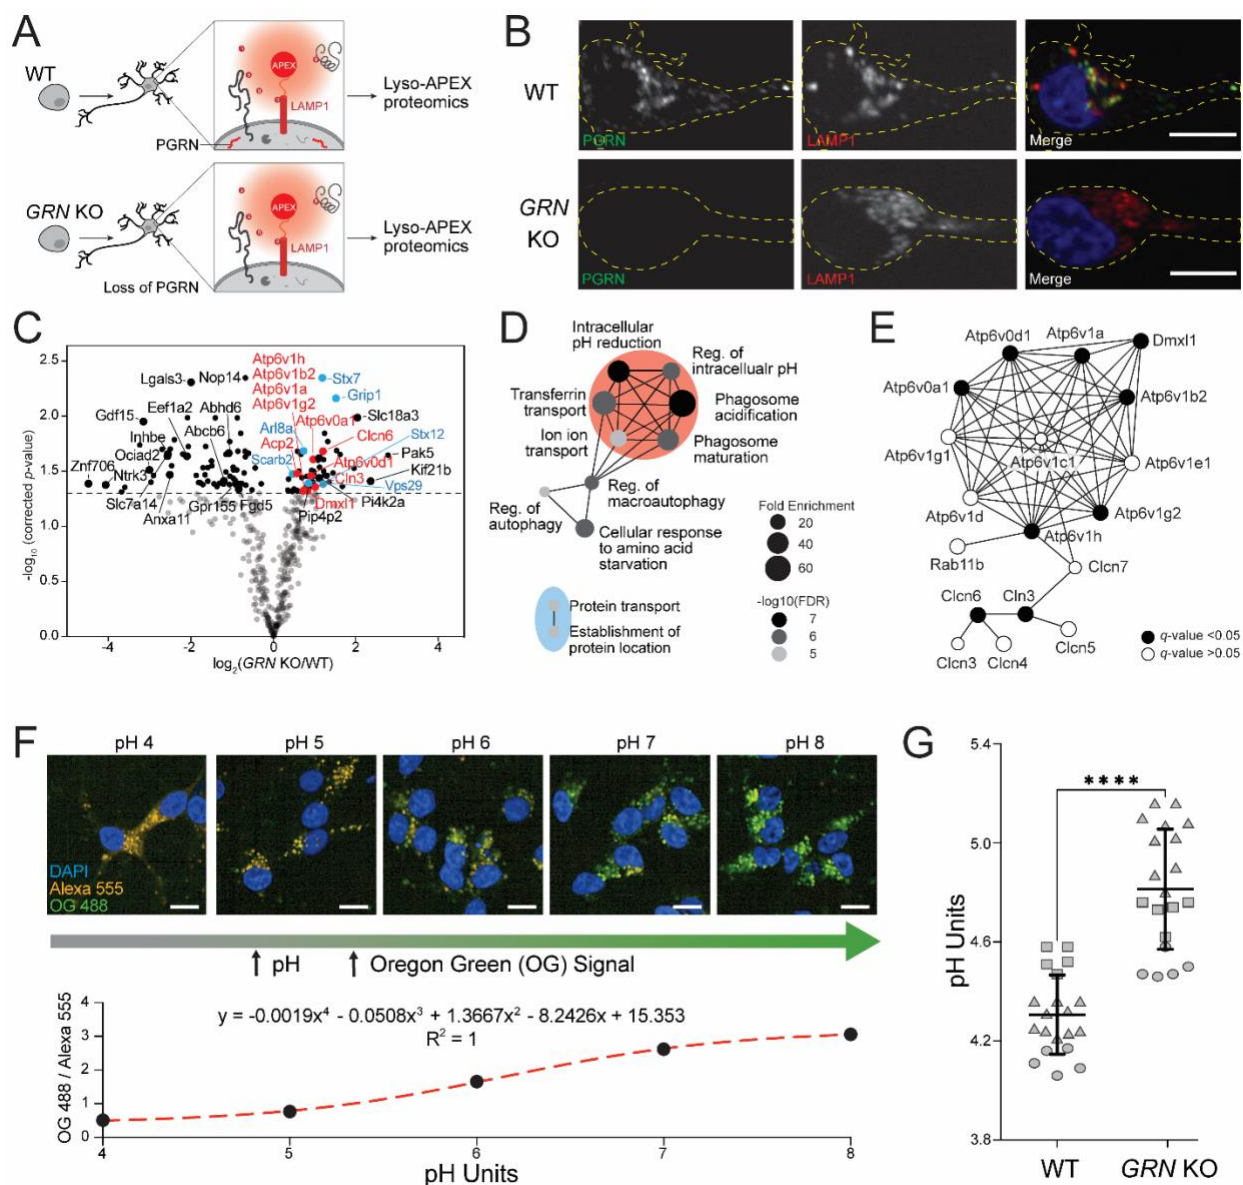 A
WT
APEX
LAMP1
PGRN
Lyso-APEX
proteomics
GRN KO
APEX
LAMP1
Loss of PGRN
Lyso-APEX
proteomics
B
WT
PGRN
LAMP1
Merge
GRN
KO
PGRN
LAMP1
Merge
C
-log10 (corrected p-value)
2.5
2.0
1.5
1.0
0.5
0.0
-4
-2
0
2
4
log2(GRN KO/WT)
Lgals3
Nop14
Atp6v1h
Atp6v1b2
Atp6v1a
Atp6v1g2
Stx7
Grip1
Gdf15
Eef1a2
Abhd6
Atp6v0a1
Slc18a3
Inhbe
Abcb6
Arl8a
Clcn6
Stx12
Ociad2
Acp2
Pak5
Znf706
Ntrk3
Scarb2
Atp6v0d1
Kif21b
Cln3
Vps29
Slc7a14
Gpr155
Fgd5
Dmxl1
Pi4k2a
Anxa11
Pip4p2
D
Intracellular
pH reduction
Reg. of
intracellualr pH
Transferrin
transport
Phagosome
acidification
Ion ion
transport
Phagosome
maturation
Reg. of
macroautophagy
Reg. of
autophagy
Cellular response
to amino acid
starvation
Protein transport
Establishment of
protein location
Fold Enrichment
20
40
60
-log10(FDR)
7
6
5
E
Atp6v0d1
Atp6v1a
Dmxl1
Atp6v0a1
Atp6v1b2
Atp6v1g1
Atp6v1c1
Atp6v1e1
Atp6v1d
Atp6v1g2
Atp6v1h
Rab11b
Clcn7
Clcn6
Cln3
Clcn3
Clcn4
Clcn5
q-value <0.05
q-value >0.05
F
pH 4
pH 5
pH 6
pH 7
pH 8
DAPI
Alexa 555
OG 488
pH
Oregon Green (OG) Signal
y = -0.0019x⁴ - 0.0508x³ + 1.3667x² - 8.2426x + 15.353
R² = 1
OG 488 / Alexa 555
4
3
2
1
0
4
5
6
7
8
pH Units
G
pH Units
5.4
5.0
4.6
4.2
3.8
****
WT
GRN KO